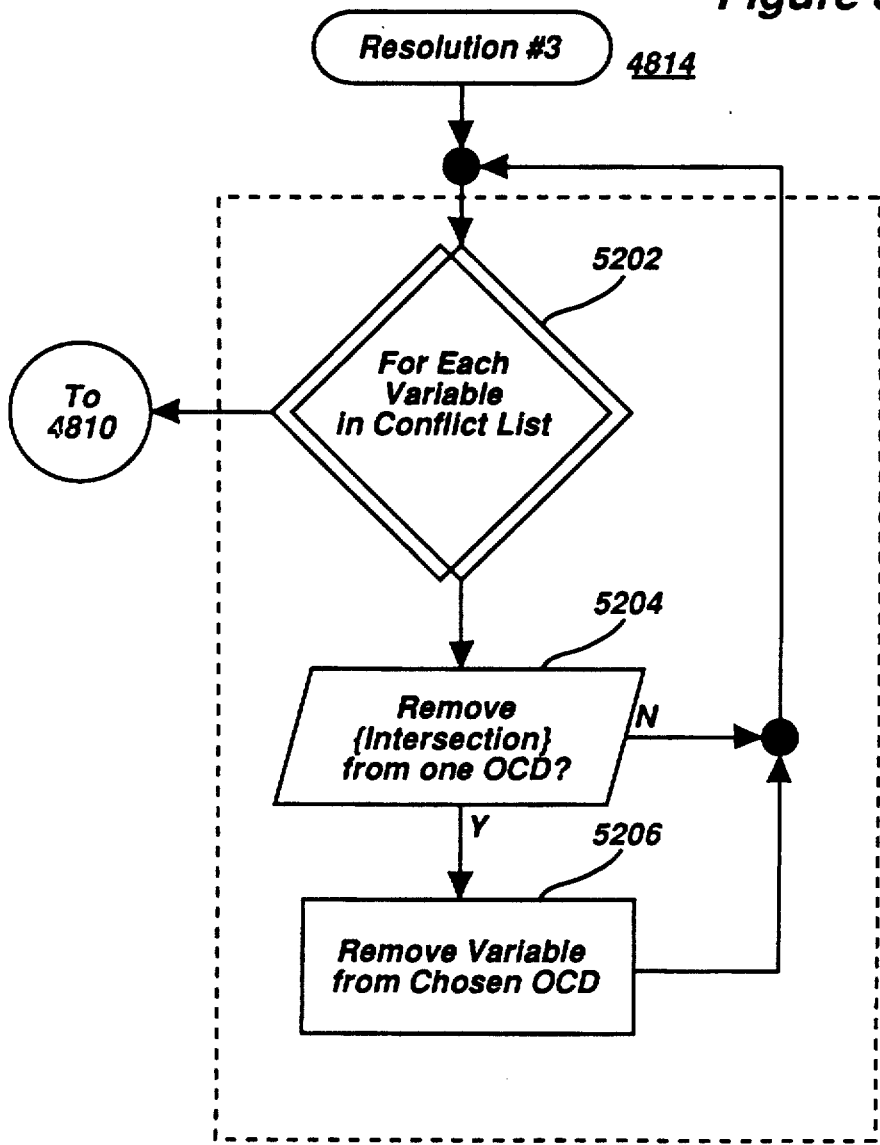 Figure
Resolution #3
4814
5202
For Each
Variable
in Conflict List
To
4810
5204
Remove
{Intersection}
from one OCD?
N
Y
5206
Remove Variable
from Chosen OCD